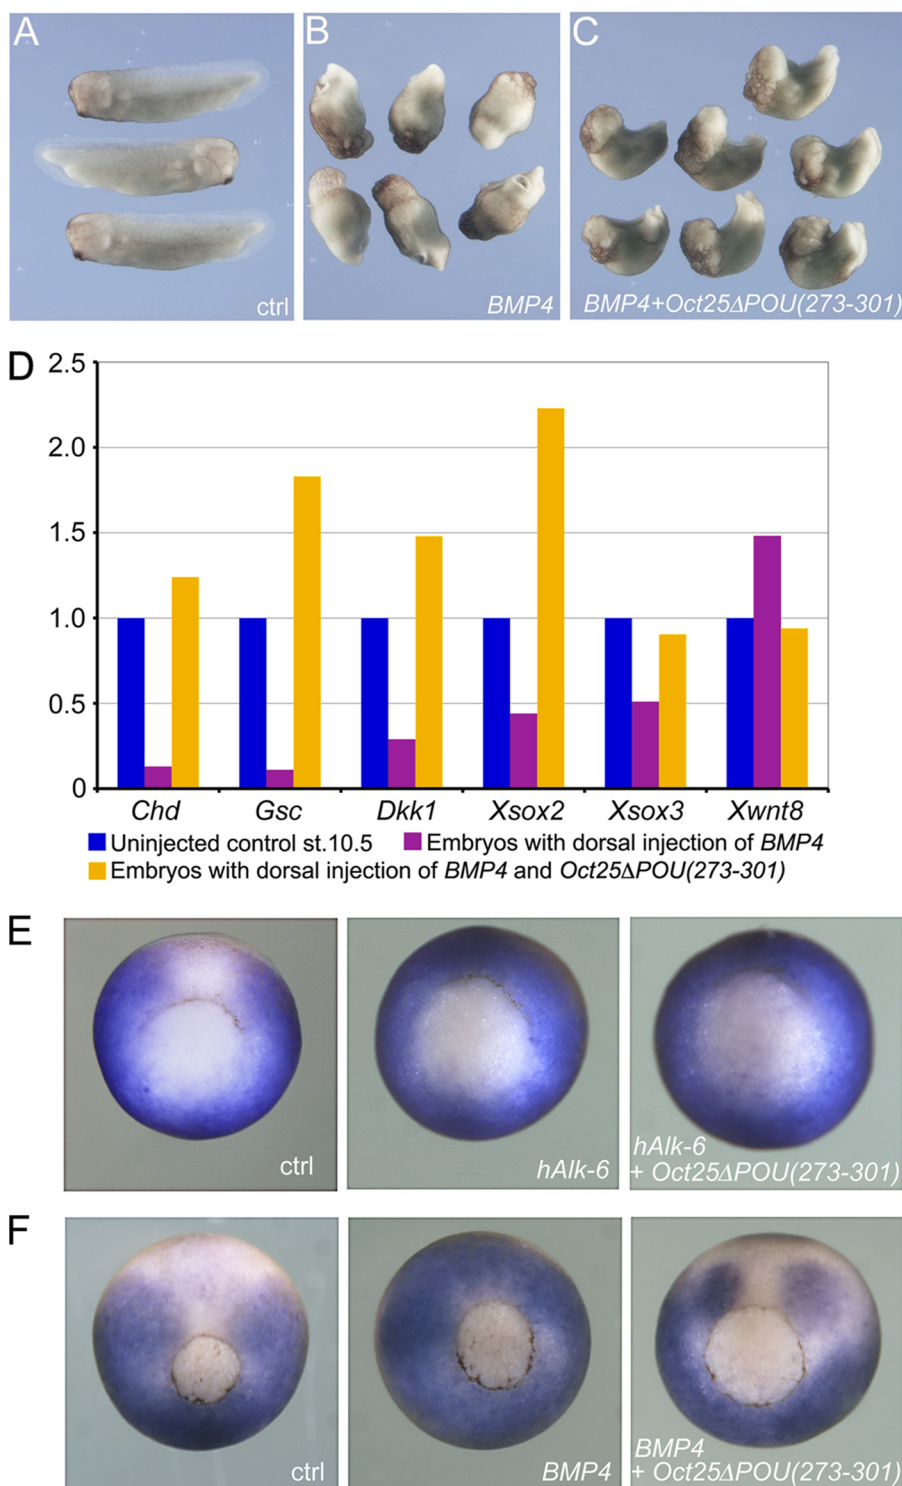 A
B
C
ctrl
BMP4
BMP4+Oct25ΔPOU(273-301)
D
2.5
2.0
1.5
1.0
0.5
0
Chd Gsc Dkk1 Xsox2 Xsox3 Xwnt8
Uninjected control st.10.5 Embryos with dorsal injection of BMP4
Embryos with dorsal injection of BMP4 and Oct25ΔPOU(273-301)
E
ctrl
hAlk-6
hAlk-6
+ Oct25ΔPOU(273-301)
F
ctrl
BMP4
BMP4
+ Oct25ΔPOU(273-301)